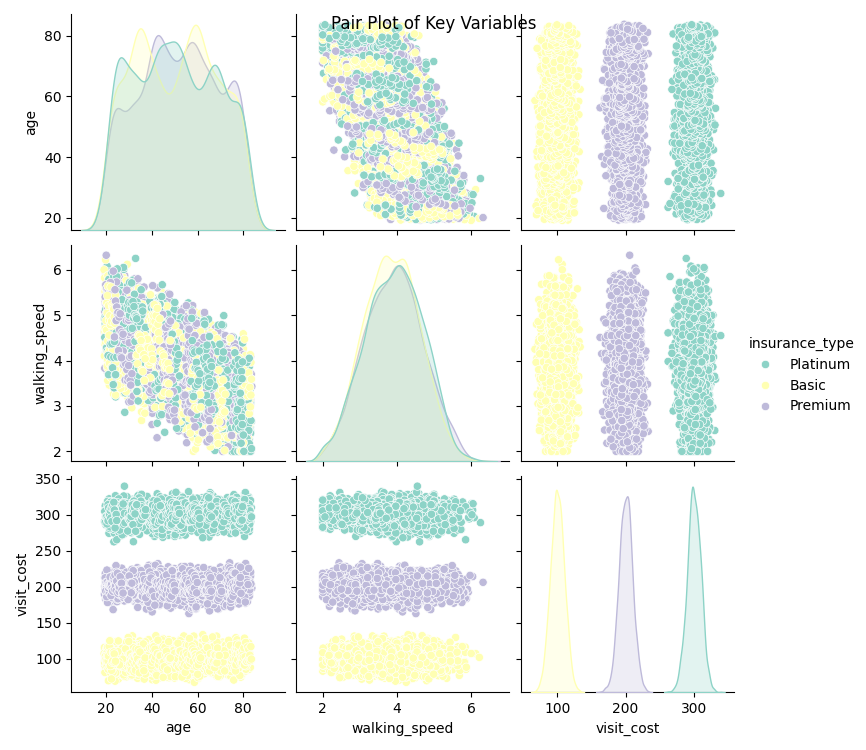 Pair Plot of Key Variables
80
60
40
20
age
6
5
4
3
2
walking_speed
350
300
250
200
150
100
visit_cost
20 40 60 80
age
2 4 6
walking_speed
100 200 300
visit_cost
insurance_type
Platinum
Basic
Premium